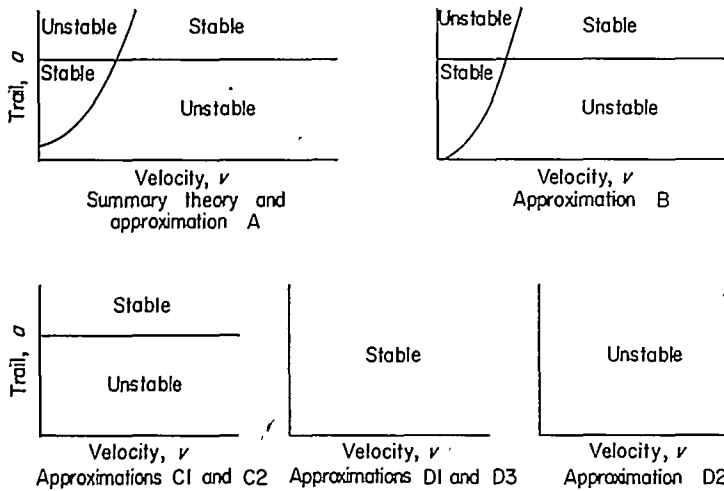 Unstable
Stable
Stable
Unstable
Trail, a
Velocity, v
Summary theory and
approximation A
Unstable
Stable
Stable
Unstable
Velocity, v
Approximation B
Stable
Unstable
Trail, a
Velocity, v
Approximations C1 and C2
Stable
Velocity, v
Approximations D1 and D3
Unstable
Velocity, v
Approximation D2